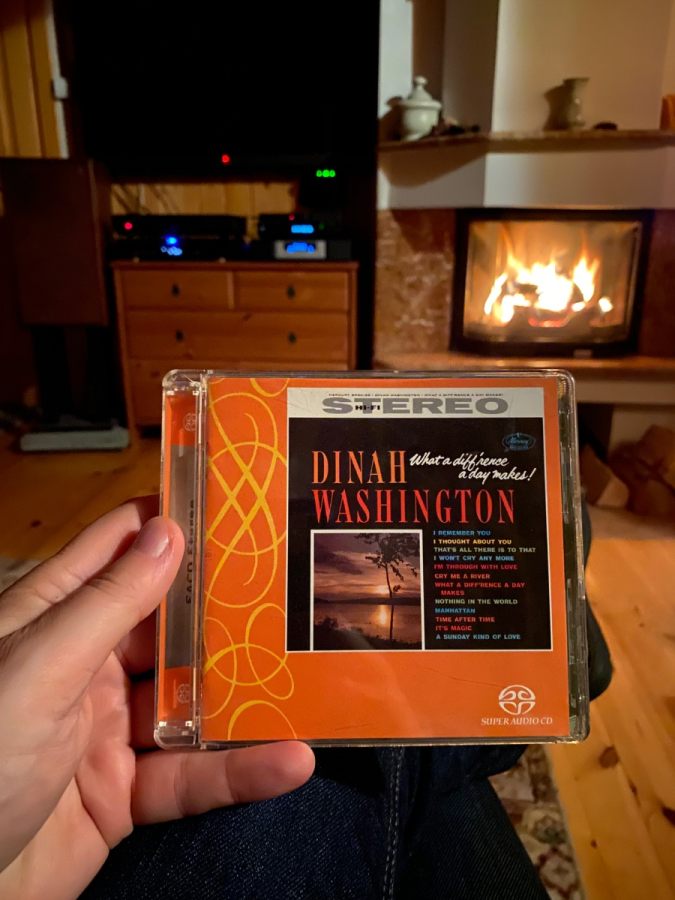 STEREO
HI-FI
Mercury
DINAH
WASHINGTON
What a diff'rence
a day makes!
I REMEMBER YOU
I THOUGHT ABOUT YOU
THAT'S ALL THERE IS TO THAT
I WON'T CRY ANY MORE
I'M THROUGH WITH LOVE
CRY ME A RIVER
WHAT A DIFF'RENCE A DAY
MAKES
NOTHING IN THE WORLD
MANHATTAN
TIME AFTER TIME
IT'S MAGIC
A SUNDAY KIND OF LOVE
SUPER AUDIO CD
SACD Stereo